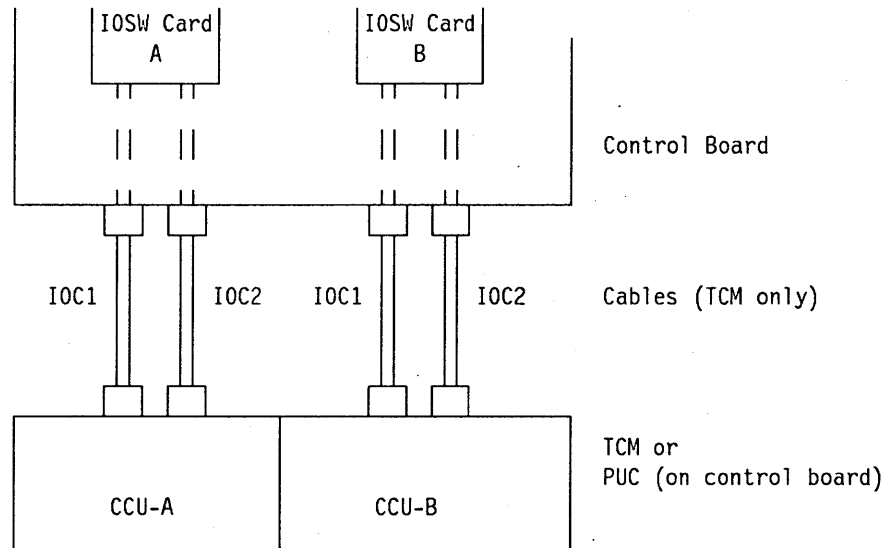 IOSW Card
A
IOSW Card
B
Control Board
IOC1
IOC2
IOC1
IOC2
Cables (TCM only)
TCM or
PUC (on control board)
CCU-A
CCU-B